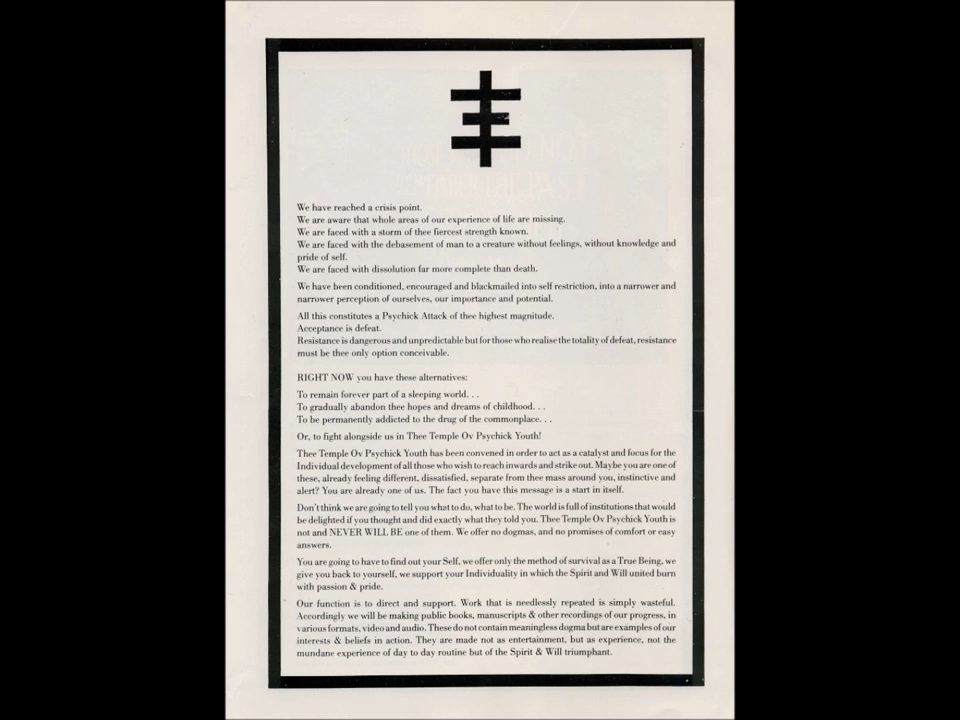 We have reached a crisis point.
We are aware that whole areas of our experience of life are missing.
We are faced with a storm of thee fiercest strength known.
We are faced with the debasement of man to a creature without feelings, without knowledge and
pride of self.
We are faced with dissolution far more complete than death.
We have been conditioned, encouraged and blackmailed into self restriction, into a narrower and
narrower perception of ourselves, our importance and potential.
All this constitutes a Psychick Attack of thee highest magnitude.
Acceptance is defeat.
Resistance is dangerous and unpredictable but for those who realise the totality of defeat, resistance
must be thee only option conceivable.
RIGHT NOW you have these alternatives:
To remain forever part of a sleeping world. . .
To gradually abandon thee hopes and dreams of childhood. . .
To be permanently addicted to the drug of the commonplace. . .
Or, to fight alongside us in Thee Temple Ov Psychick Youth!
Thee Temple Ov Psychick Youth has been convened in order to act as a catalyst and focus for the
Individual development of all those who wish to reach inwards and strike out. Maybe you are one of
these, already feeling different, dissatisfied, separate from thee mass around you, instinctive and
alert? You are already one of us. The fact you have this message is a start in itself.
Don't think we are going to tell you what to do, what to be. The world is full of institutions that would
be delighted if you thought and did exactly what they told you. Thee Temple Ov Psychick Youth is
not and NEVER WILL BE one of them. We offer no dogmas, and no promises of comfort or easy
answers.
You are going to have to find out your Self, we offer only the method of survival as a True Being, we
give you back to yourself, we support your Individuality in which the Spirit and Will united burn
with passion & pride.
Our function is to direct and support. Work that is needlessly repeated is simply wasteful.
Accordingly we will be making public books, manuscripts & other recordings of our progress, in
various formats, video and audio. These do not contain meaningless dogma but are examples of our
interests & beliefs in action. They are made not as entertainment, but as experience, not the
mundane experience of day to day routine but of the Spirit & Will triumphant.